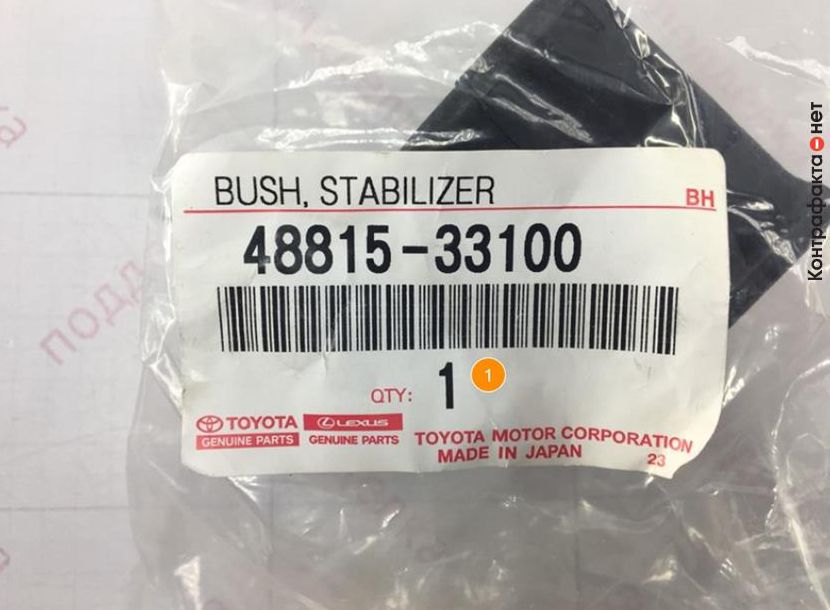 BUSH, STABILIZER
BH
48815-33100
QTY: 1
1
TOYOTA
GENUINE PARTS
LEXUS
GENUINE PARTS
TOYOTA MOTOR CORPORATION
MADE IN JAPAN
23
Контрафакта нет